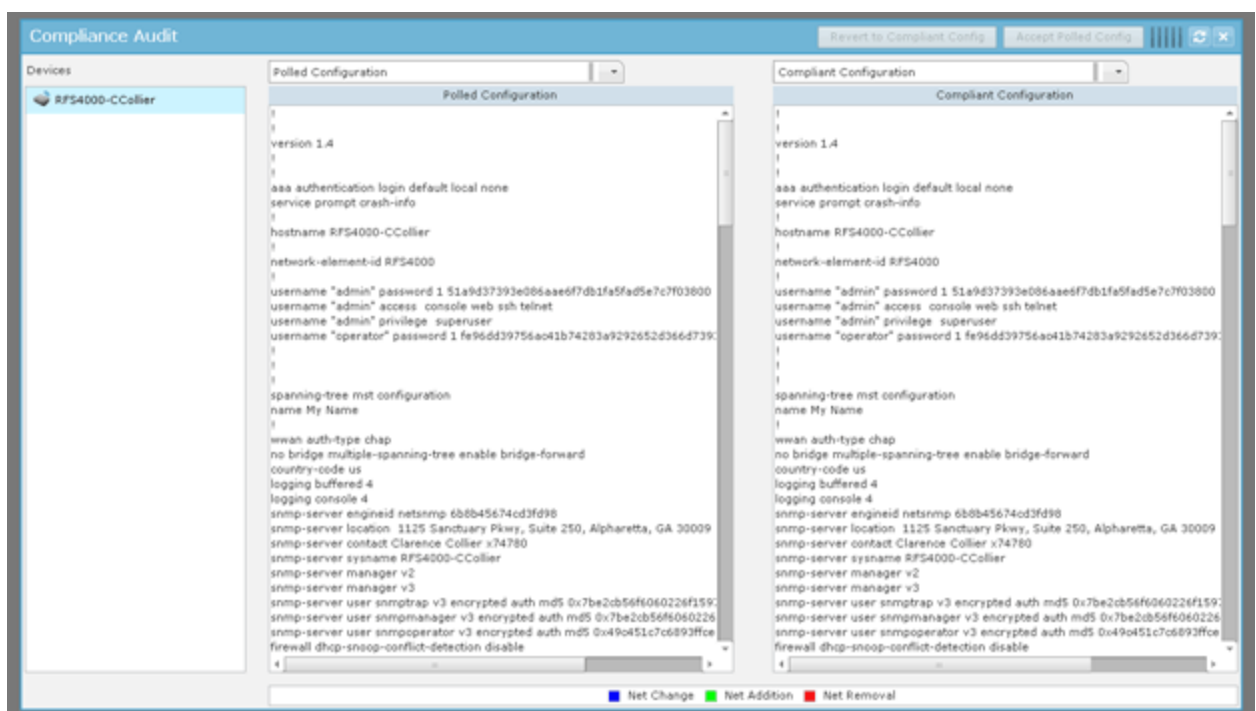 Compliance Audit
Revert to Compliant Config
Accept Polled Config
Devices
RFS4000-CCollier
Polled Configuration
Polled Configuration
!
!
version 1.4
!
!
aaa authentication login default local none
service prompt crash-info
!
hostname RFS4000-CCollier
!
network-element-id RFS4000
!
username "admin" password 1 51a9d37393e086aae6f7db1fa5fad5e7c7f03800
username "admin" access console web ssh telnet
username "admin" privilege superuser
username "operator" password 1 fe96dd39756ac41b74283a9292652d366d739
!
!
!
spanning-tree mst configuration
name My Name
!
wwan auth-type chap
no bridge multiple-spanning-tree enable bridge-forward
country-code us
logging buffered 4
logging console 4
snmp-server engineid netsnmp 6b8b45674cd3fd98
snmp-server location 1125 Sanctuary Pkwy, Suite 250, Alpharetta, GA 30009
snmp-server contact Clarence Collier x74780
snmp-server sysname RFS4000-CCollier
snmp-server manager v2
snmp-server manager v3
snmp-server user snmptrap v3 encrypted auth md5 0x7be2cb56f6060226f159
snmp-server user snmpmanager v3 encrypted auth md5 0x7be2cb56f6060226
snmp-server user snmpoperator v3 encrypted auth md5 0x49c451c7c6893ffce
firewall dhcp-snoop-conflict-detection disable
Compliant Configuration
Compliant Configuration
!
!
version 1.4
!
!
aaa authentication login default local none
service prompt crash-info
!
hostname RFS4000-CCollier
!
network-element-id RFS4000
!
username "admin" password 1 51a9d37393e086aae6f7db1fa5fad5e7c7f03800
username "admin" access console web ssh telnet
username "admin" privilege superuser
username "operator" password 1 fe96dd39756ac41b74283a9292652d366d739
!
!
!
spanning-tree mst configuration
name My Name
!
wwan auth-type chap
no bridge multiple-spanning-tree enable bridge-forward
country-code us
logging buffered 4
logging console 4
snmp-server engineid netsnmp 6b8b45674cd3fd98
snmp-server location 1125 Sanctuary Pkwy, Suite 250, Alpharetta, GA 30009
snmp-server contact Clarence Collier x74780
snmp-server sysname RFS4000-CCollier
snmp-server manager v2
snmp-server manager v3
snmp-server user snmptrap v3 encrypted auth md5 0x7be2cb56f6060226f159
snmp-server user snmpmanager v3 encrypted auth md5 0x7be2cb56f6060226
snmp-server user snmpoperator v3 encrypted auth md5 0x49c451c7c6893ffce
firewall dhcp-snoop-conflict-detection disable
Net Change
Net Addition
Net Removal